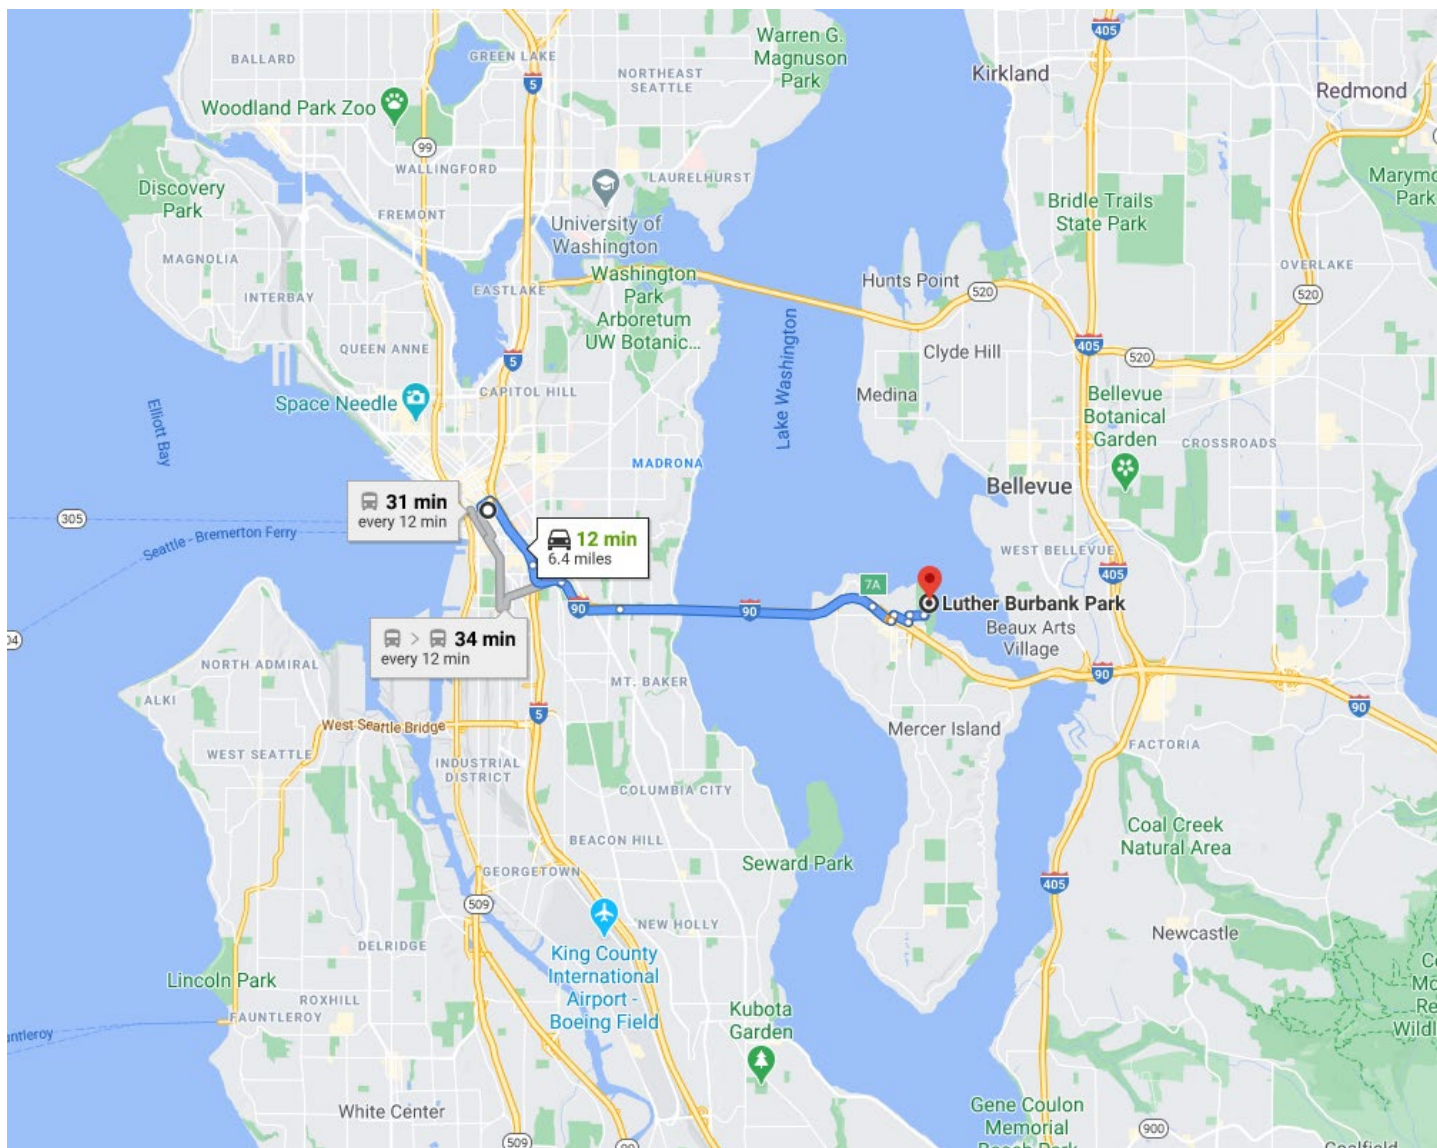 BALLARD
GREEN LAKE
Warren G.
Magnuson
Park
405
Kirkland
Redmond
NORTHEAST
SEATTLE
5
Woodland Park Zoo
99
WALLINGFORD
LAURELHURST
Discovery
Park
FREMONT
University of
Washington
Bridle Trails
State Park
MAGNOLIA
INTERBAY
EASTLAKE
Washington
Park
Arboretum
UW Botanic...
Hunts Point
520
OVERLAKE
520
QUEEN ANNE
5
Lake Washington
Clyde Hill
405
520
Space Needle
CAPITOL HILL
Medina
Bellevue
Botanical
Garden
CROSSROADS
Elliott Bay
MADRONA
Bellevue
31 min
every 12 min
305
Seattle - Bremerton Ferry
12 min
6.4 miles
WEST BELLEVUE
405
7A
90
90
Luther Burbank Park
Beaux Arts
Village
> 34 min
every 12 min
NORTH ADMIRAL
ALKI
MT. BAKER
90
90
5
West Seattle Bridge
Mercer Island
FACTORIA
WEST SEATTLE
INDUSTRIAL
DISTRICT
COLUMBIA CITY
BEACON HILL
Seward Park
Coal Creek
Natural Area
GEORGETOWN
405
509
NEW HOLLY
DELRIDGE
Newcastle
King County
International
Airport -
Boeing Field
Lincoln Park
ROXHILL
FAUNTLEROY
Kubota
Garden
White Center
Gene Coulon
Memorial
900
509